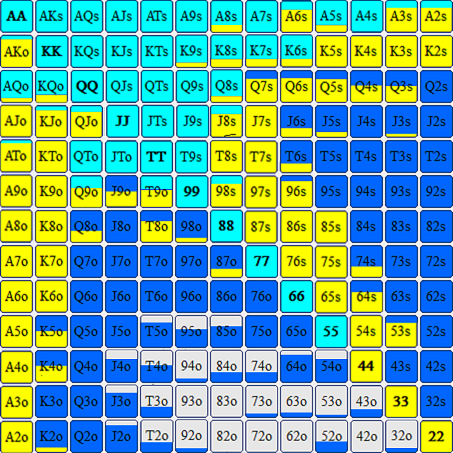 AA AKs AQs AJs ATs A9s A8s A7s A6s A5s A4s A3s A2s
AKo KK KQs KJs KTs K9s K8s K7s K6s K5s K4s K3s K2s
AQo KQo QQ QJs QTs Q9s Q8s Q7s Q6s Q5s Q4s Q3s Q2s
AJo KJo QJo JJ JTs J9s J8s J7s J6s J5s J4s J3s J2s
ATo KTo QTo JTo TT T9s T8s T7s T6s T5s T4s T3s T2s
A9o K9o Q9o J9o T9o 99 98s 97s 96s 95s 94s 93s 92s
A8o K8o Q8o J8o T8o 98o 88 87s 86s 85s 84s 83s 82s
A7o K7o Q7o J7o T7o 97o 87o 77 76s 75s 74s 73s 72s
A6o K6o Q6o J6o T6o 96o 86o 76o 66 65s 64s 63s 62s
A5o K5o Q5o J5o T5o 95o 85o 75o 65o 55 54s 53s 52s
A4o K4o Q4o J4o T4o 94o 84o 74o 64o 54o 44 43s 42s
A3o K3o Q3o J3o T3o 93o 83o 73o 63o 53o 43o 33 32s
A2o K2o Q2o J2o T2o 92o 82o 72o 62o 52o 42o 32o 22